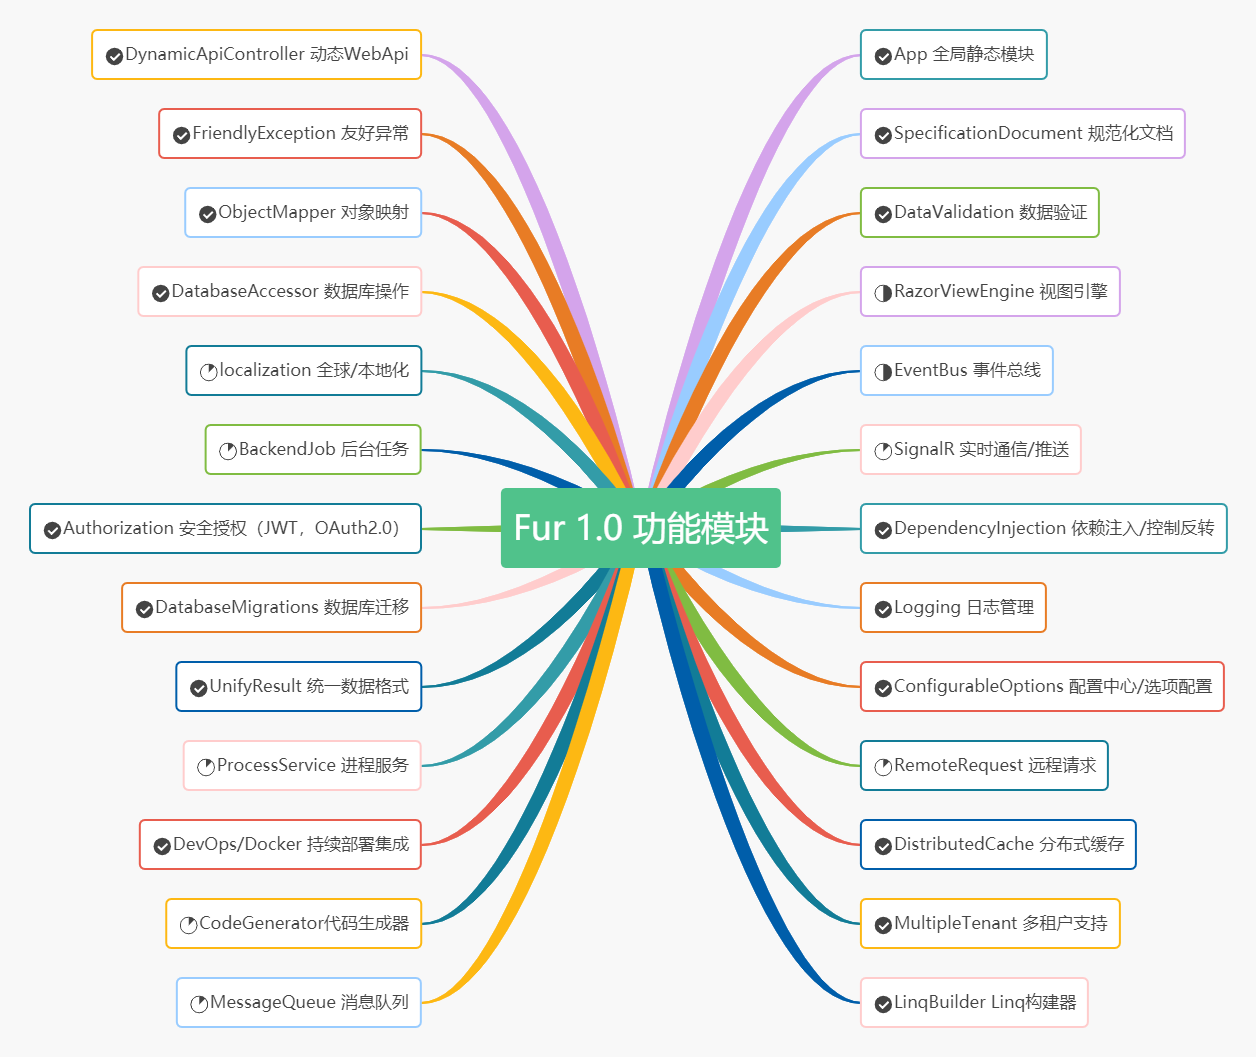 DynamicApiController 动态WebApi
FriendlyException 友好异常
ObjectMapper 对象映射
DatabaseAccessor 数据库操作
localization 全球/本地化
BackendJob 后台任务
Authorization 安全授权（JWT，OAuth2.0）
DatabaseMigrations 数据库迁移
UnifyResult 统一数据格式
ProcessService 进程服务
DevOps/Docker 持续部署集成
CodeGenerator代码生成器
MessageQueue 消息队列
Fur 1.0 功能模块
App 全局静态模块
SpecificationDocument 规范化文档
DataValidation 数据验证
RazorViewEngine 视图引擎
EventBus 事件总线
SignalR 实时通信/推送
DependencyInjection 依赖注入/控制反转
Logging 日志管理
ConfigurableOptions 配置中心/选项配置
RemoteRequest 远程请求
DistributedCache 分布式缓存
MultipleTenant 多租户支持
LinqBuilder Linq构建器